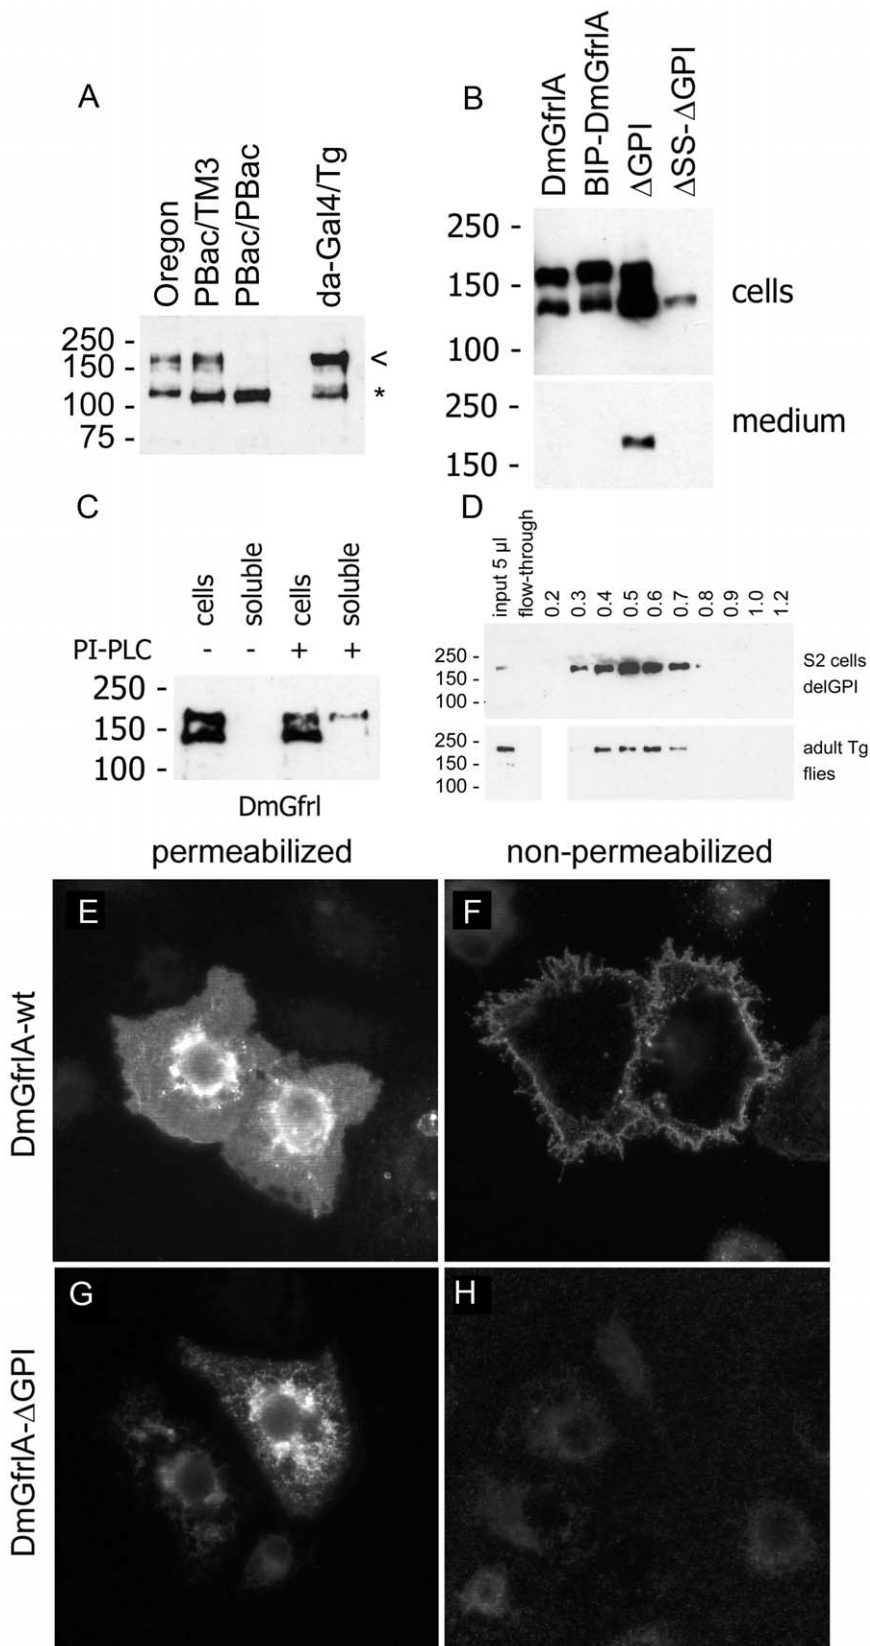 A
Oregon
PBac/TM3
PBac/PBac
da-Gal4/Tg
250 -
150 -
100 -
75 -
<
*
B
DmGfrlA
BIP-DmGfrlA
ΔGPI
ΔSS-ΔGPI
250 -
150 -
100 -
cells
250 -
150 -
medium
C
cells
soluble
cells
soluble
PI-PLC - - + +
250 -
150 -
100 -
DmGfrl
D
input 5 µl
flow-through
0.2
0.3
0.4
0.5
0.6
0.7
0.8
0.9
1.0
1.2
250 -
150 -
100 -
S2 cells
delGPI
250 -
150 -
100 -
adult Tg
flies
permeabilized
non-permeabilized
DmGfrlA-wt
E
F
DmGfrlA-ΔGPI
G
H